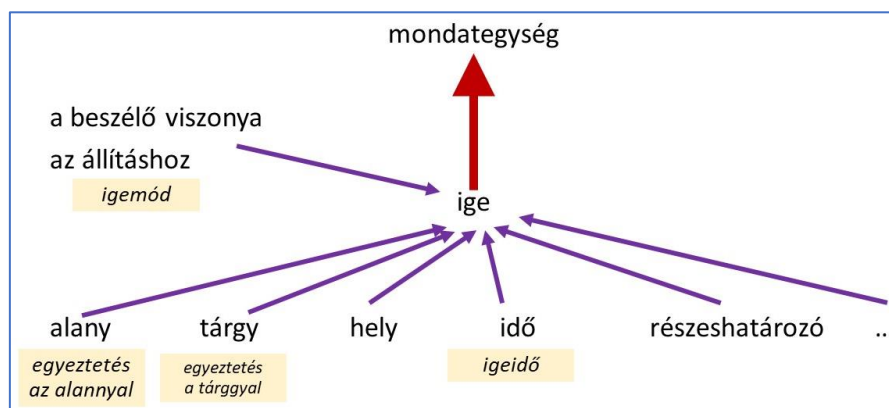 mondategység
a beszélő viszonya
az állításhoz
igemód
ige
alany tárgy hely idő részeshatározó ...
egyeztetés
az alannyal
egyeztetés
a tárggyal
igeidő